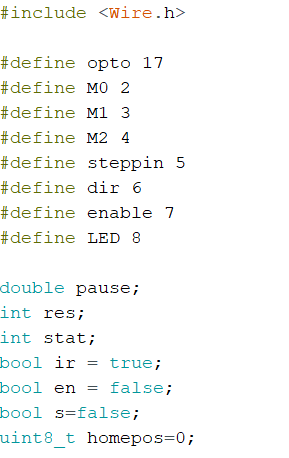 #include <Wire.h>
#define opto 17
#define M0 2
#define M1 3
#define M2 4
#define steppin 5
#define dir 6
#define enable 7
#define LED 8
double pause;
int res;
int stat;
bool ir = true;
bool en = false;
bool s=false;
uint8_t homepos=0;